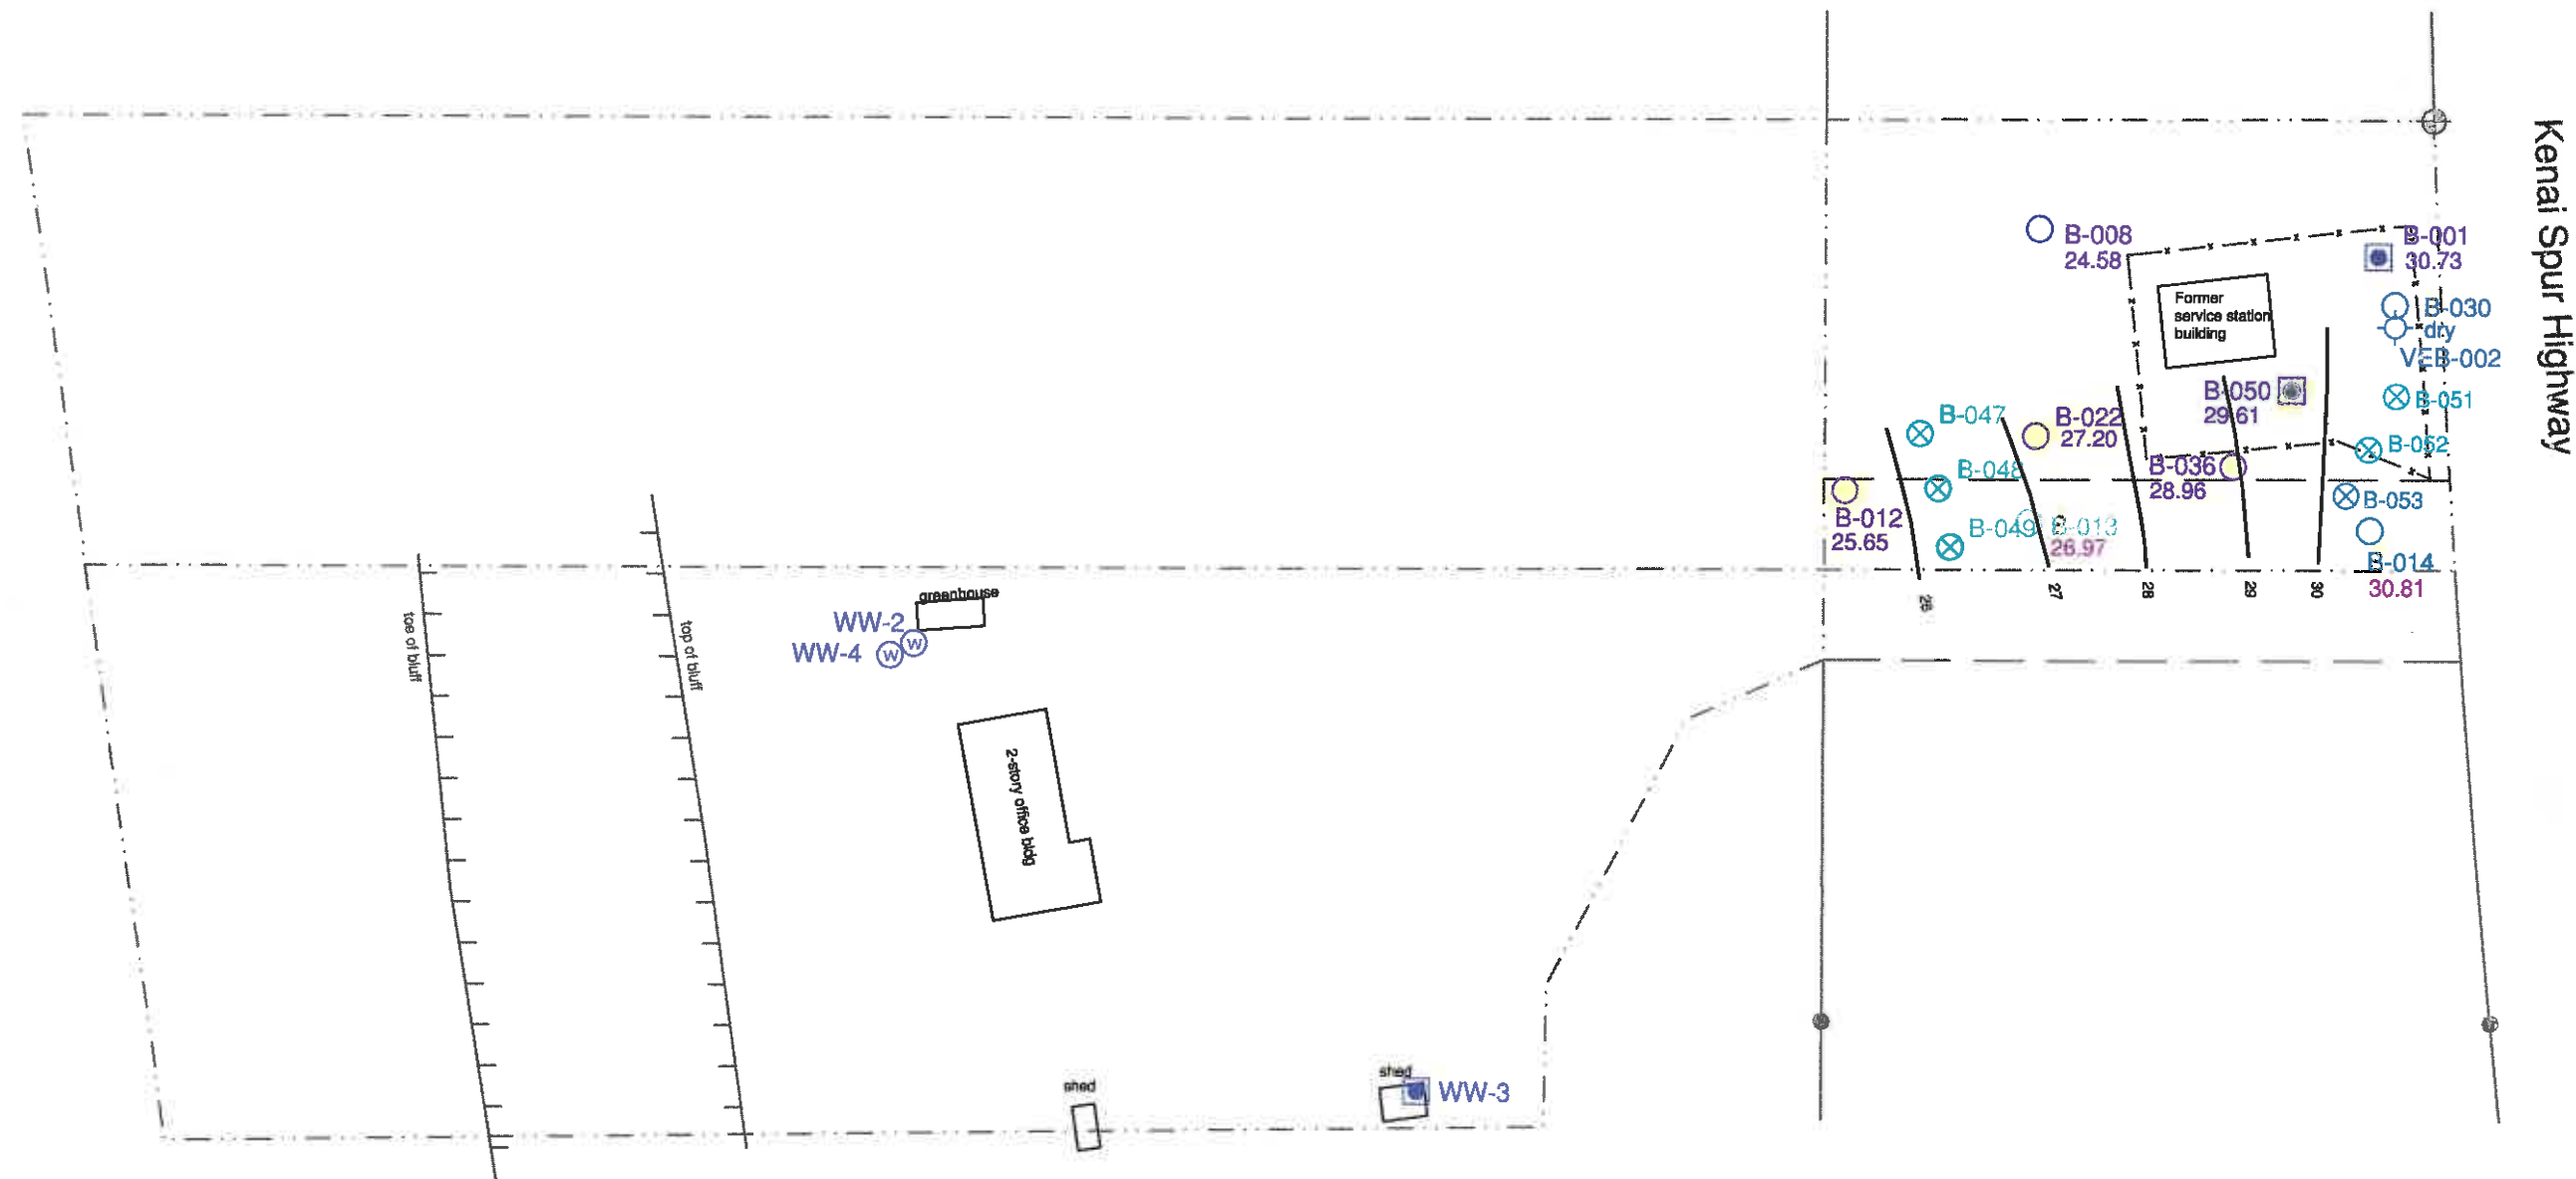 Kenai Spur Highway
B-008
24.58
B-001
30.73
Former
service station
building
B-030
dry
VEB-002
B-050
29.61
B-051
B-047
B-022
27.20
B-052
B-048
B-036
28.96
B-053
B-012
25.65
B-049
B-013
26.97
B-014
30.81
26
27
28
29
30
greenhouse
WW-2
WW-4
toe of bluff
top of bluff
2-story office bldg
shed
shed
WW-3
W
W